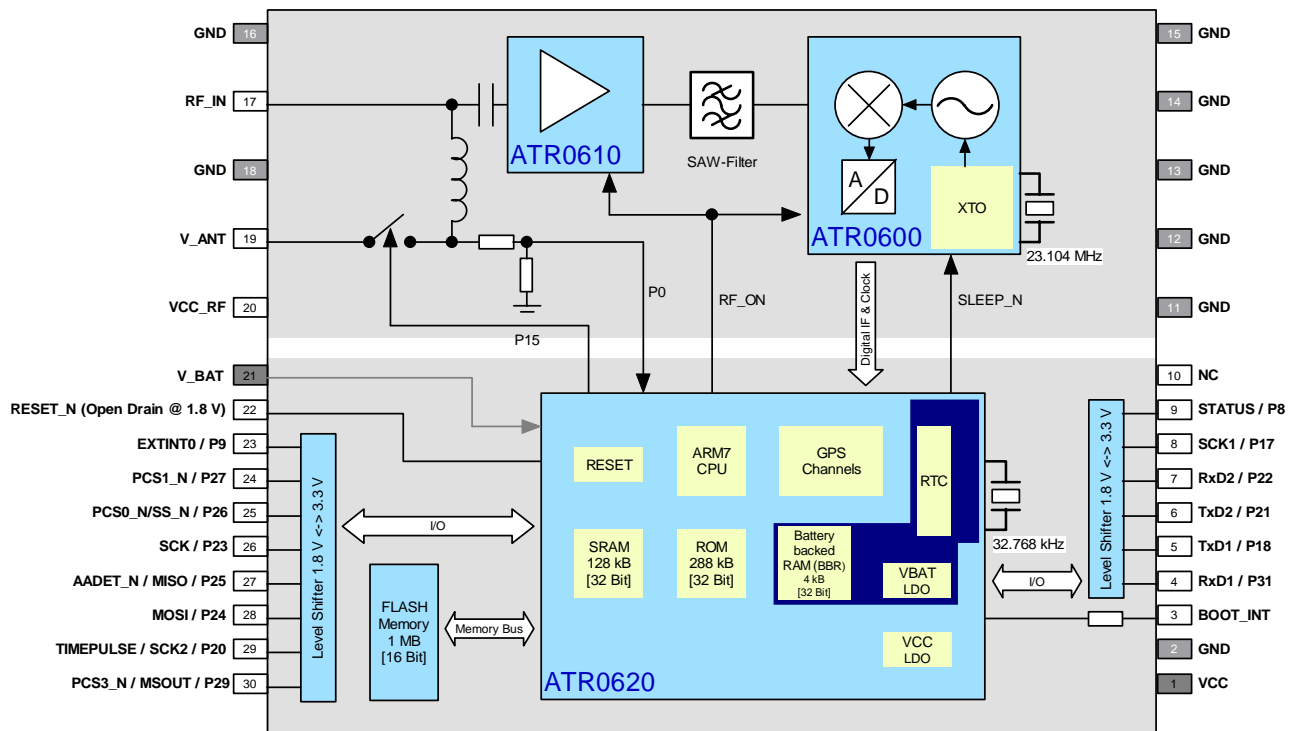 GND 16
RF_IN 17
GND 18
V_ANT 19
VCC_RF 20
V_BAT 21
RESET_N (Open Drain @ 1.8 V) 22
EXTINT0 / P9 23
PCS1_N / P27 24
PCS0_N/SS_N / P26 25
SCK / P23 26
AADET_N / MISO / P25 27
MOSI / P24 28
TIMEPULSE / SCK2 / P20 29
PCS3_N / MSOUT / P29 30
Level Shifter 1.8 V <-> 3.3 V
ATR0610
SAW-Filter
A
D
XTO
ATR0600
23.104 MHz
P15
P0
RF_ON
Digital IF & Clock
SLEEP_N
I/O
FLASH
Memory
1 MB
[16 Bit]
Memory Bus
RESET
ARM7
CPU
GPS
Channels
RTC
32.768 kHz
SRAM
128 kB
[32 Bit]
ROM
288 kB
[32 Bit]
Battery
backed
RAM (BBR)
4 kB
[32 Bit]
VBAT
LDO
VCC
LDO
ATR0620
I/O
Level Shifter 1.8 V <-> 3.3 V
15 GND
14 GND
13 GND
12 GND
11 GND
10 NC
9 STATUS / P8
8 SCK1 / P17
7 RxD2 / P22
6 TxD2 / P21
5 TxD1 / P18
4 RxD1 / P31
3 BOOT_INT
2 GND
1 VCC